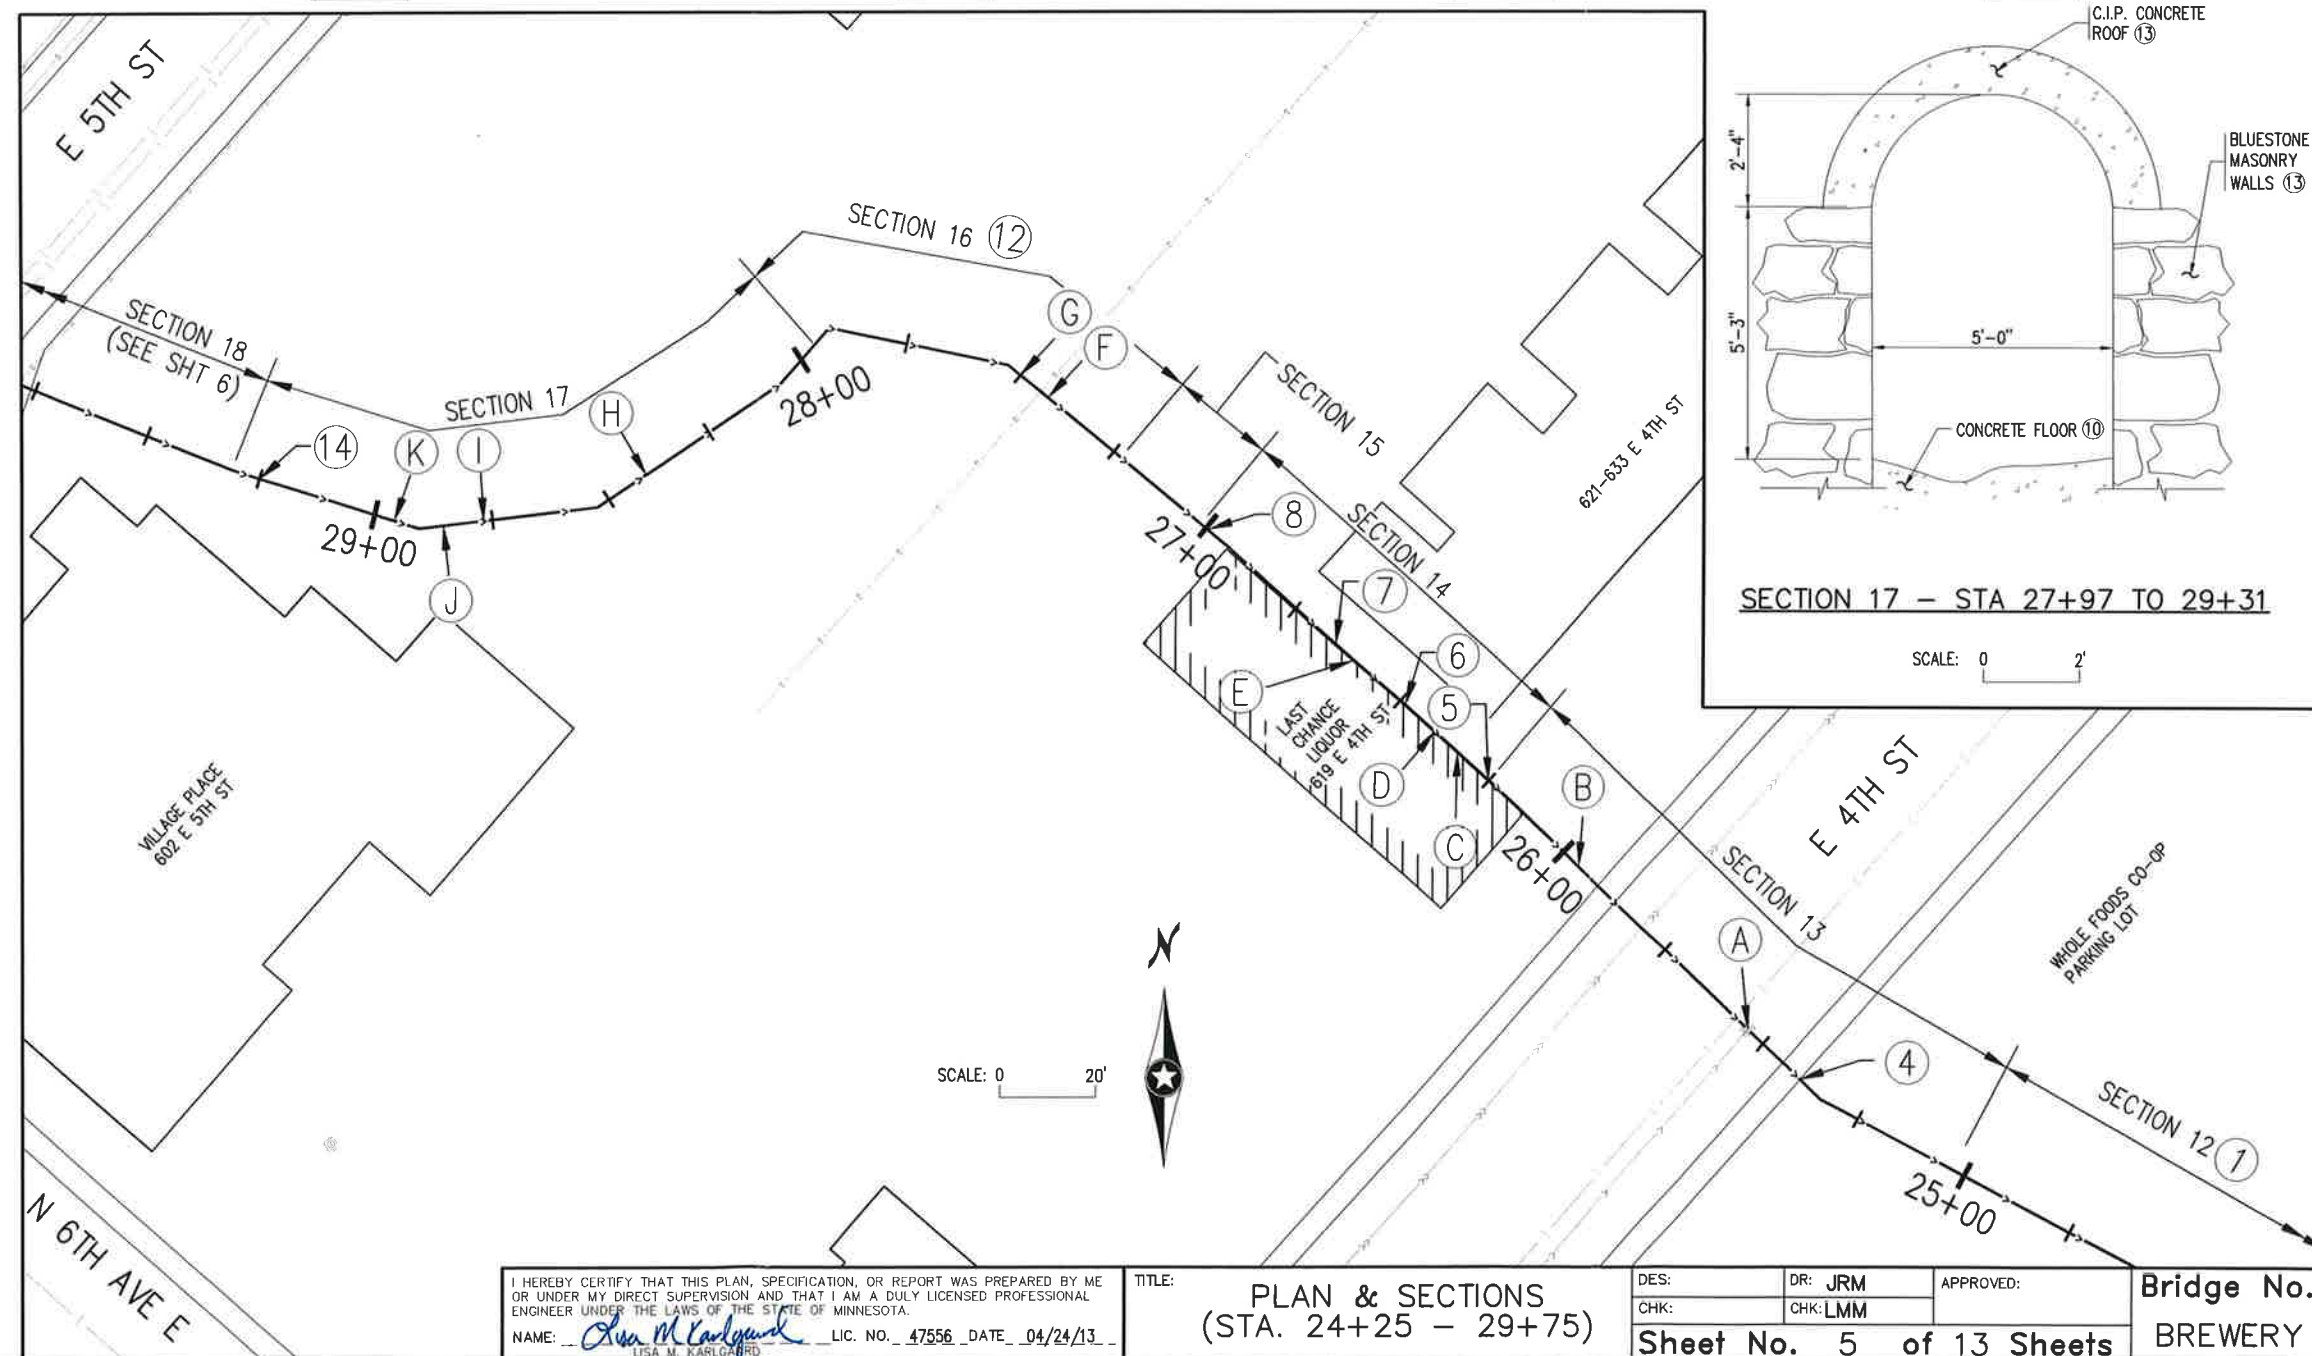 E 5TH ST
SECTION 18
(SEE SHT 6)
SECTION 17
SECTION 16 12
G
F
H
28+00
14
K
I
29+00
J
SECTION 15
621-633 E 4TH ST
8
27+00
SECTION 14
7
6
E
5
LAST
CHANCE
LIQUOR
619 E 4TH ST
D
B
C
26+00
E 4TH ST
SECTION 13
A
WHOLE FOODS CO-OP
PARKING LOT
4
SECTION 12 1
25+00
VILLAGE PLACE
602 E 5TH ST
N
SCALE: 0 20'
N 6TH AVE E
C.I.P. CONCRETE
ROOF 13
2'-4"
BLUESTONE
MASONRY
WALLS 13
5'-3"
5'-0"
CONCRETE FLOOR 10
SECTION 17 - STA 27+97 TO 29+31
SCALE: 0 2'
I HEREBY CERTIFY THAT THIS PLAN, SPECIFICATION, OR REPORT WAS PREPARED BY ME
OR UNDER MY DIRECT SUPERVISION AND THAT I AM A DULY LICENSED PROFESSIONAL
ENGINEER UNDER THE LAWS OF THE STATE OF MINNESOTA.
NAME: Lisa M Karlgaard LIC. NO. 47556 DATE 04/24/13
LISA M. KARLGAARD
TITLE:
PLAN & SECTIONS
(STA. 24+25 - 29+75)
DES:
DR: JRM
APPROVED:
CHK:
CHK: LMM
Sheet No. 5 of 13 Sheets
Bridge No.
BREWERY